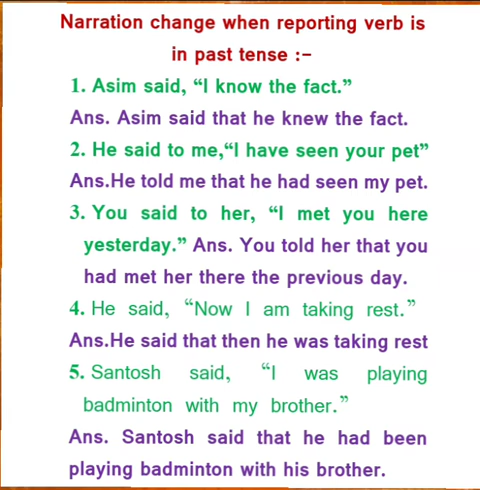 Narration change when reporting verb is
in past tense :-
1. Asim said, “I know the fact.”
Ans. Asim said that he knew the fact.
2. He said to me,“I have seen your pet”
Ans.He told me that he had seen my pet.
3. You said to her, “I met you here
yesterday.” Ans. You told her that you
had met her there the previous day.
4. He said, “Now I am taking rest.”
Ans.He said that then he was taking rest
5. Santosh said, “I was playing
badminton with my brother.”
Ans. Santosh said that he had been
playing badminton with his brother.